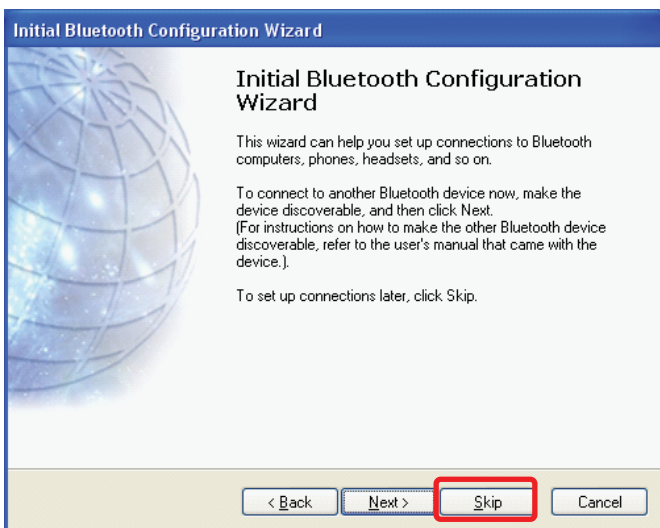 Initial Bluetooth Configuration Wizard
Initial Bluetooth Configuration
Wizard
This wizard can help you set up connections to Bluetooth
computers, phones, headsets, and so on.
To connect to another Bluetooth device now, make the
device discoverable, and then click Next.
(For instructions on how to make the other Bluetooth device
discoverable, refer to the user's manual that came with the
device.).
To set up connections later, click Skip.
< Back Next > Skip Cancel